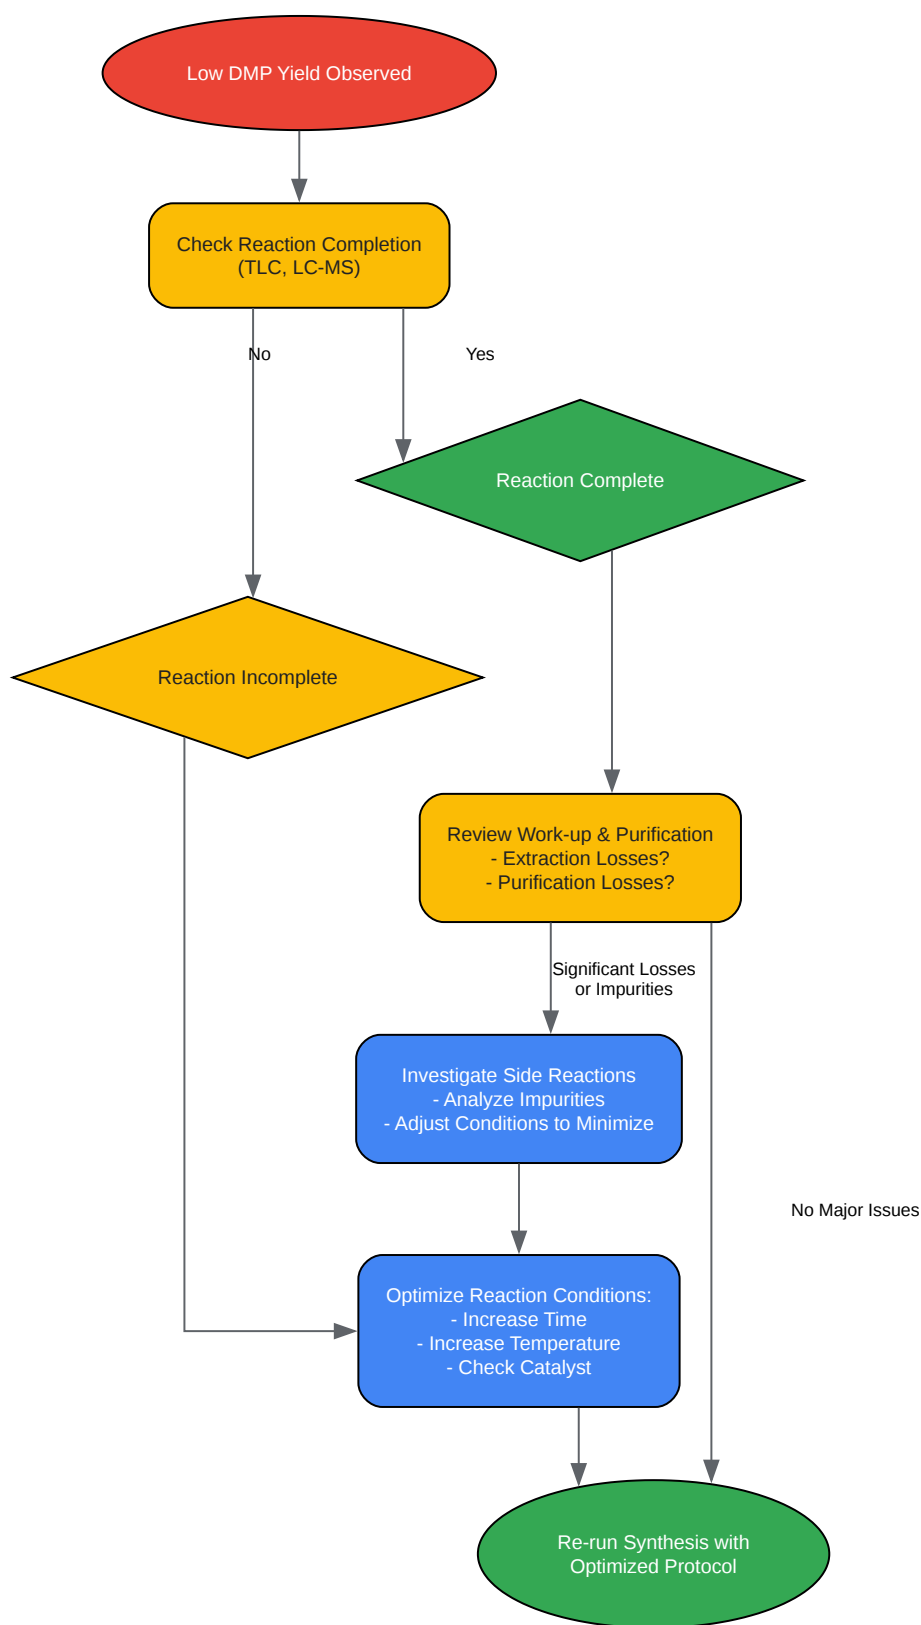 Low DMP Yield Observed
Check Reaction Completion
(TLC, LC-MS)
No
Yes
Reaction Complete
Reaction Incomplete
Review Work-up & Purification
- Extraction Losses?
- Purification Losses?
Significant Losses
or Impurities
Investigate Side Reactions
- Analyze Impurities
- Adjust Conditions to Minimize
No Major Issues
Optimize Reaction Conditions:
- Increase Time
- Increase Temperature
- Check Catalyst
Re-run Synthesis with
Optimized Protocol